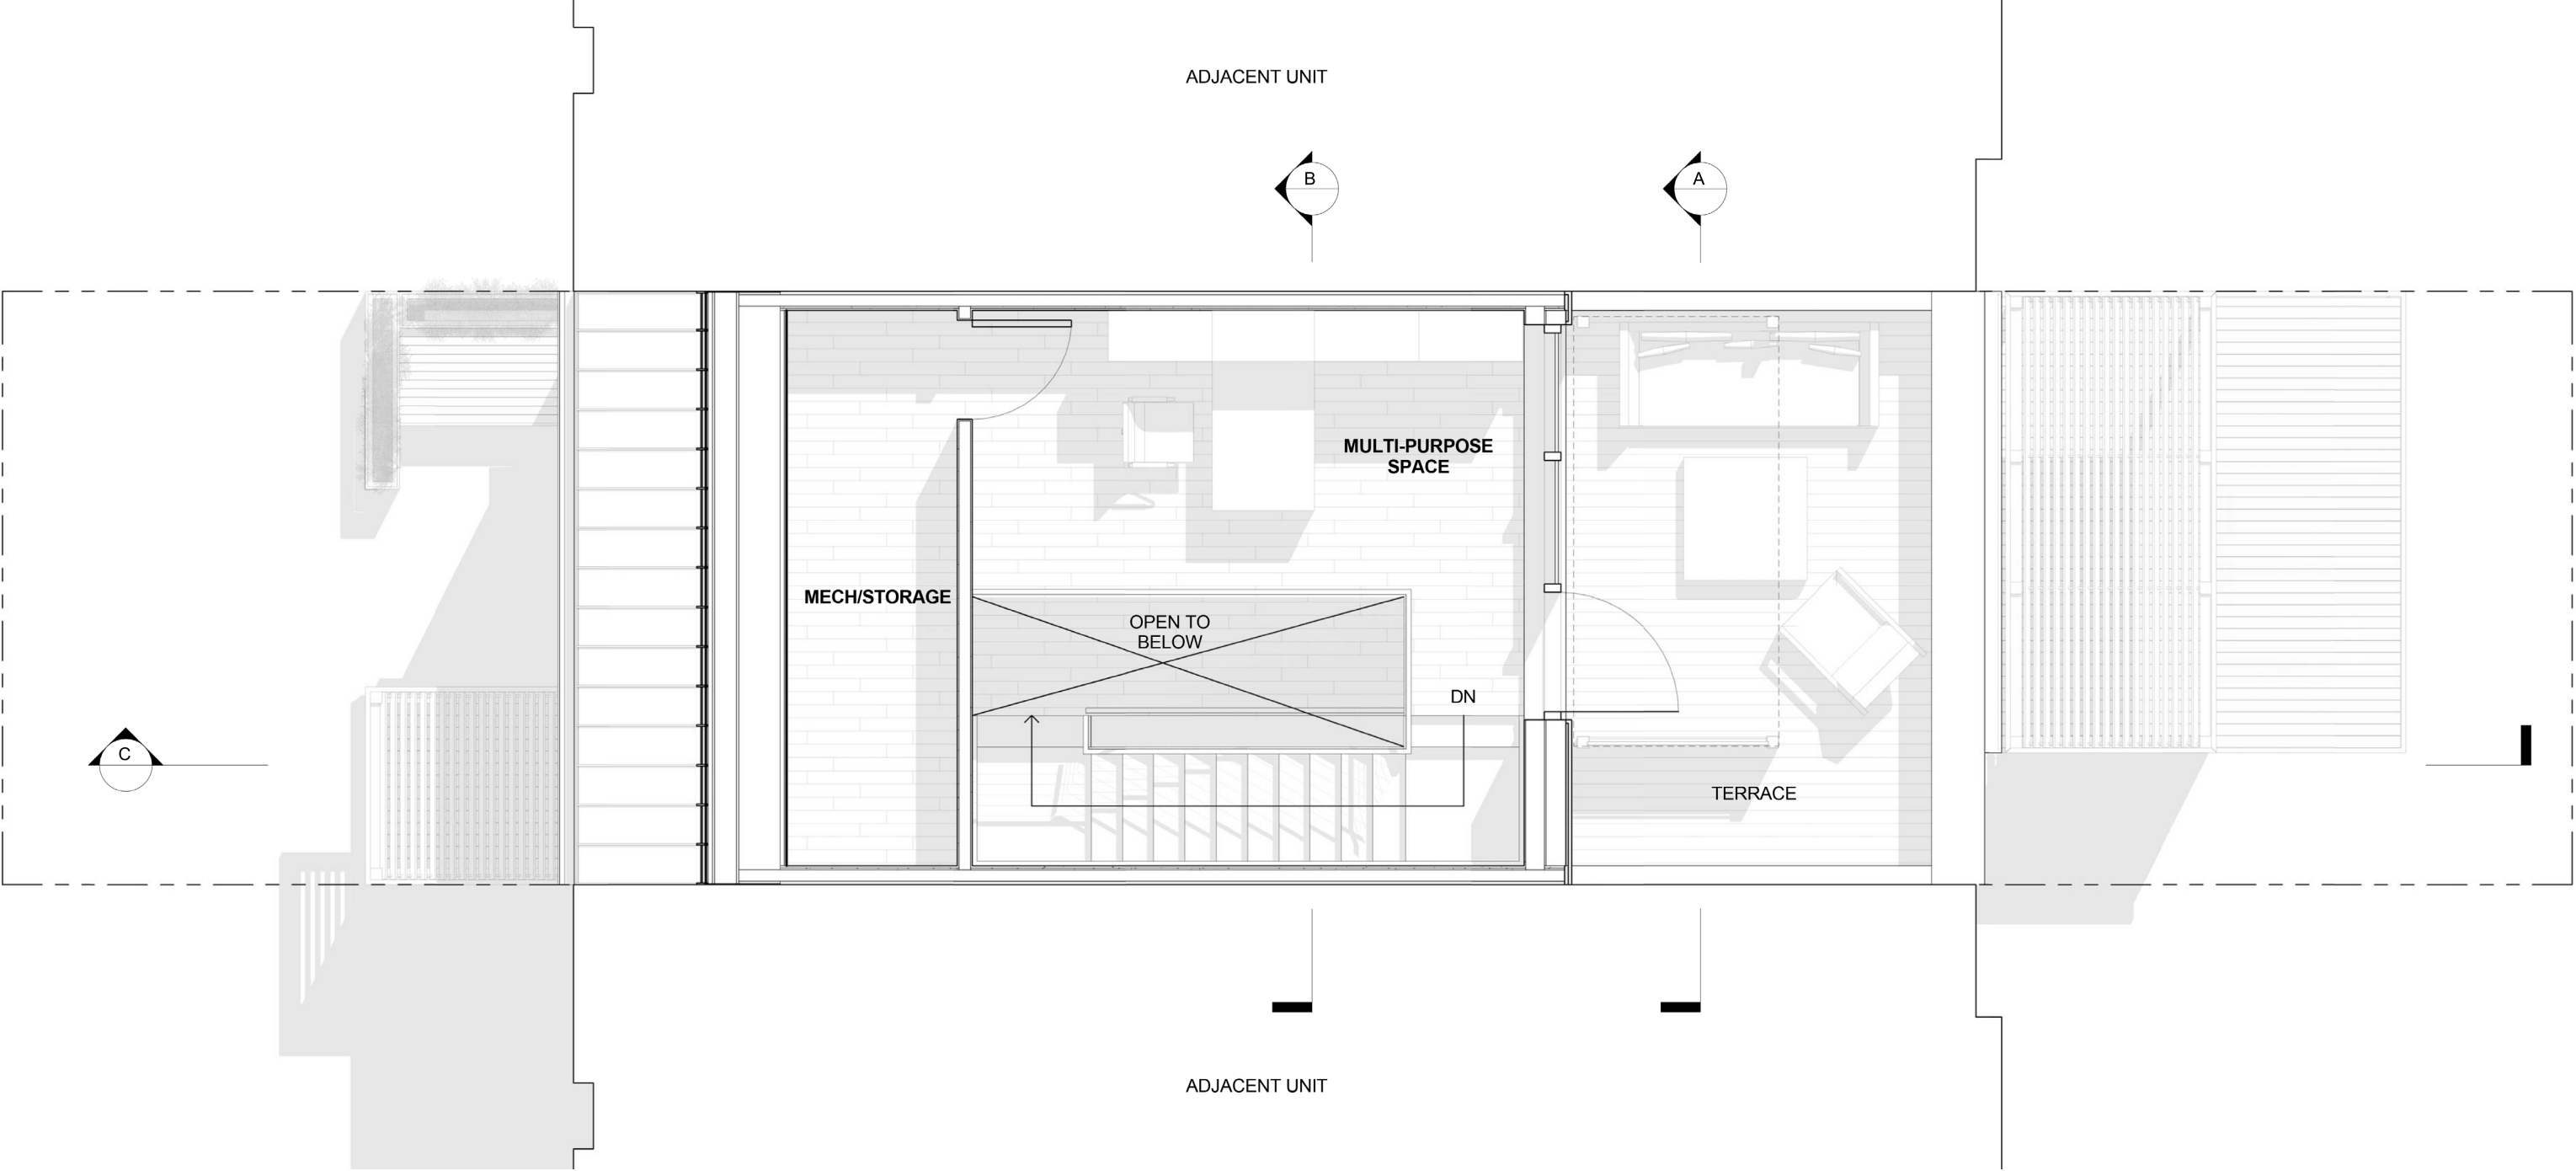 ADJACENT UNIT
B
A
MULTI-PURPOSE
SPACE
MECH/STORAGE
OPEN TO
BELOW
DN
C
TERRACE
ADJACENT UNIT